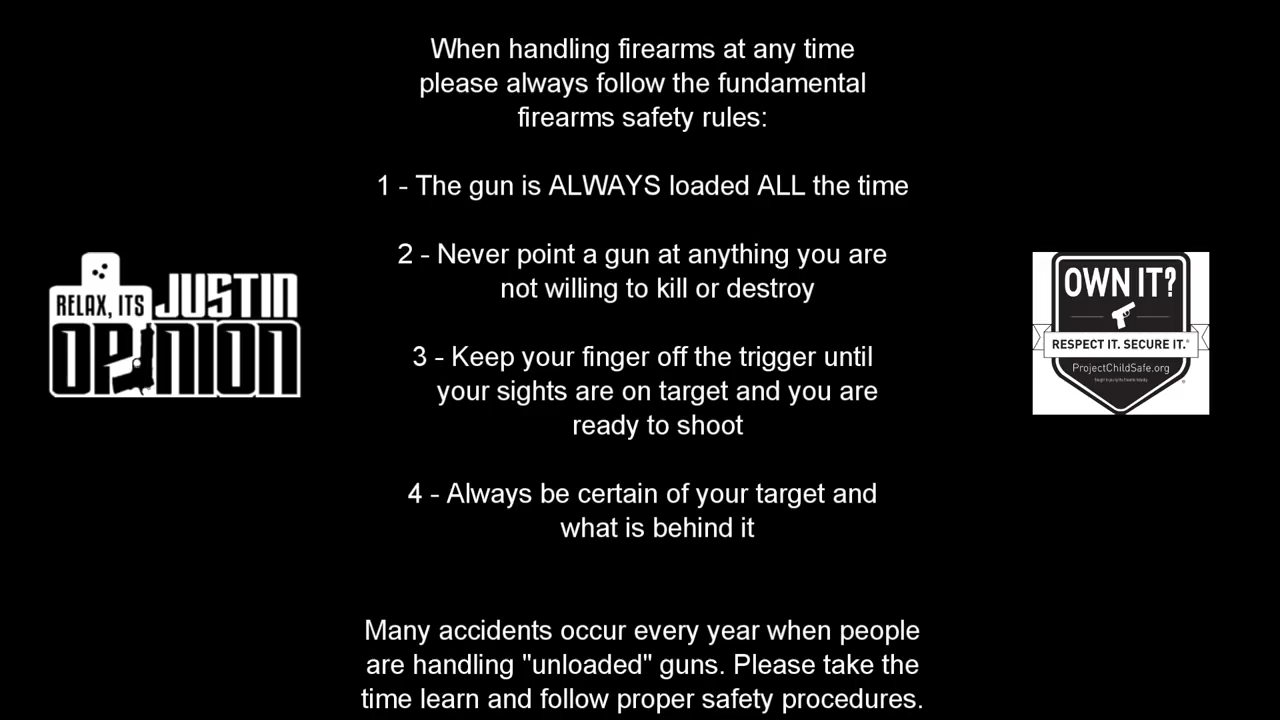 When handling firearms at any time
please always follow the fundamental
firearms safety rules:
1 - The gun is ALWAYS loaded ALL the time
2 - Never point a gun at anything you are
not willing to kill or destroy
3 - Keep your finger off the trigger until
your sights are on target and you are
ready to shoot
4 - Always be certain of your target and
what is behind it
Many accidents occur every year when people
are handling "unloaded" guns. Please take the
time learn and follow proper safety procedures.
RELAX, ITS JUSTIN
OPINION
OWN IT?
RESPECT IT. SECURE IT.®
ProjectChildSafe.org